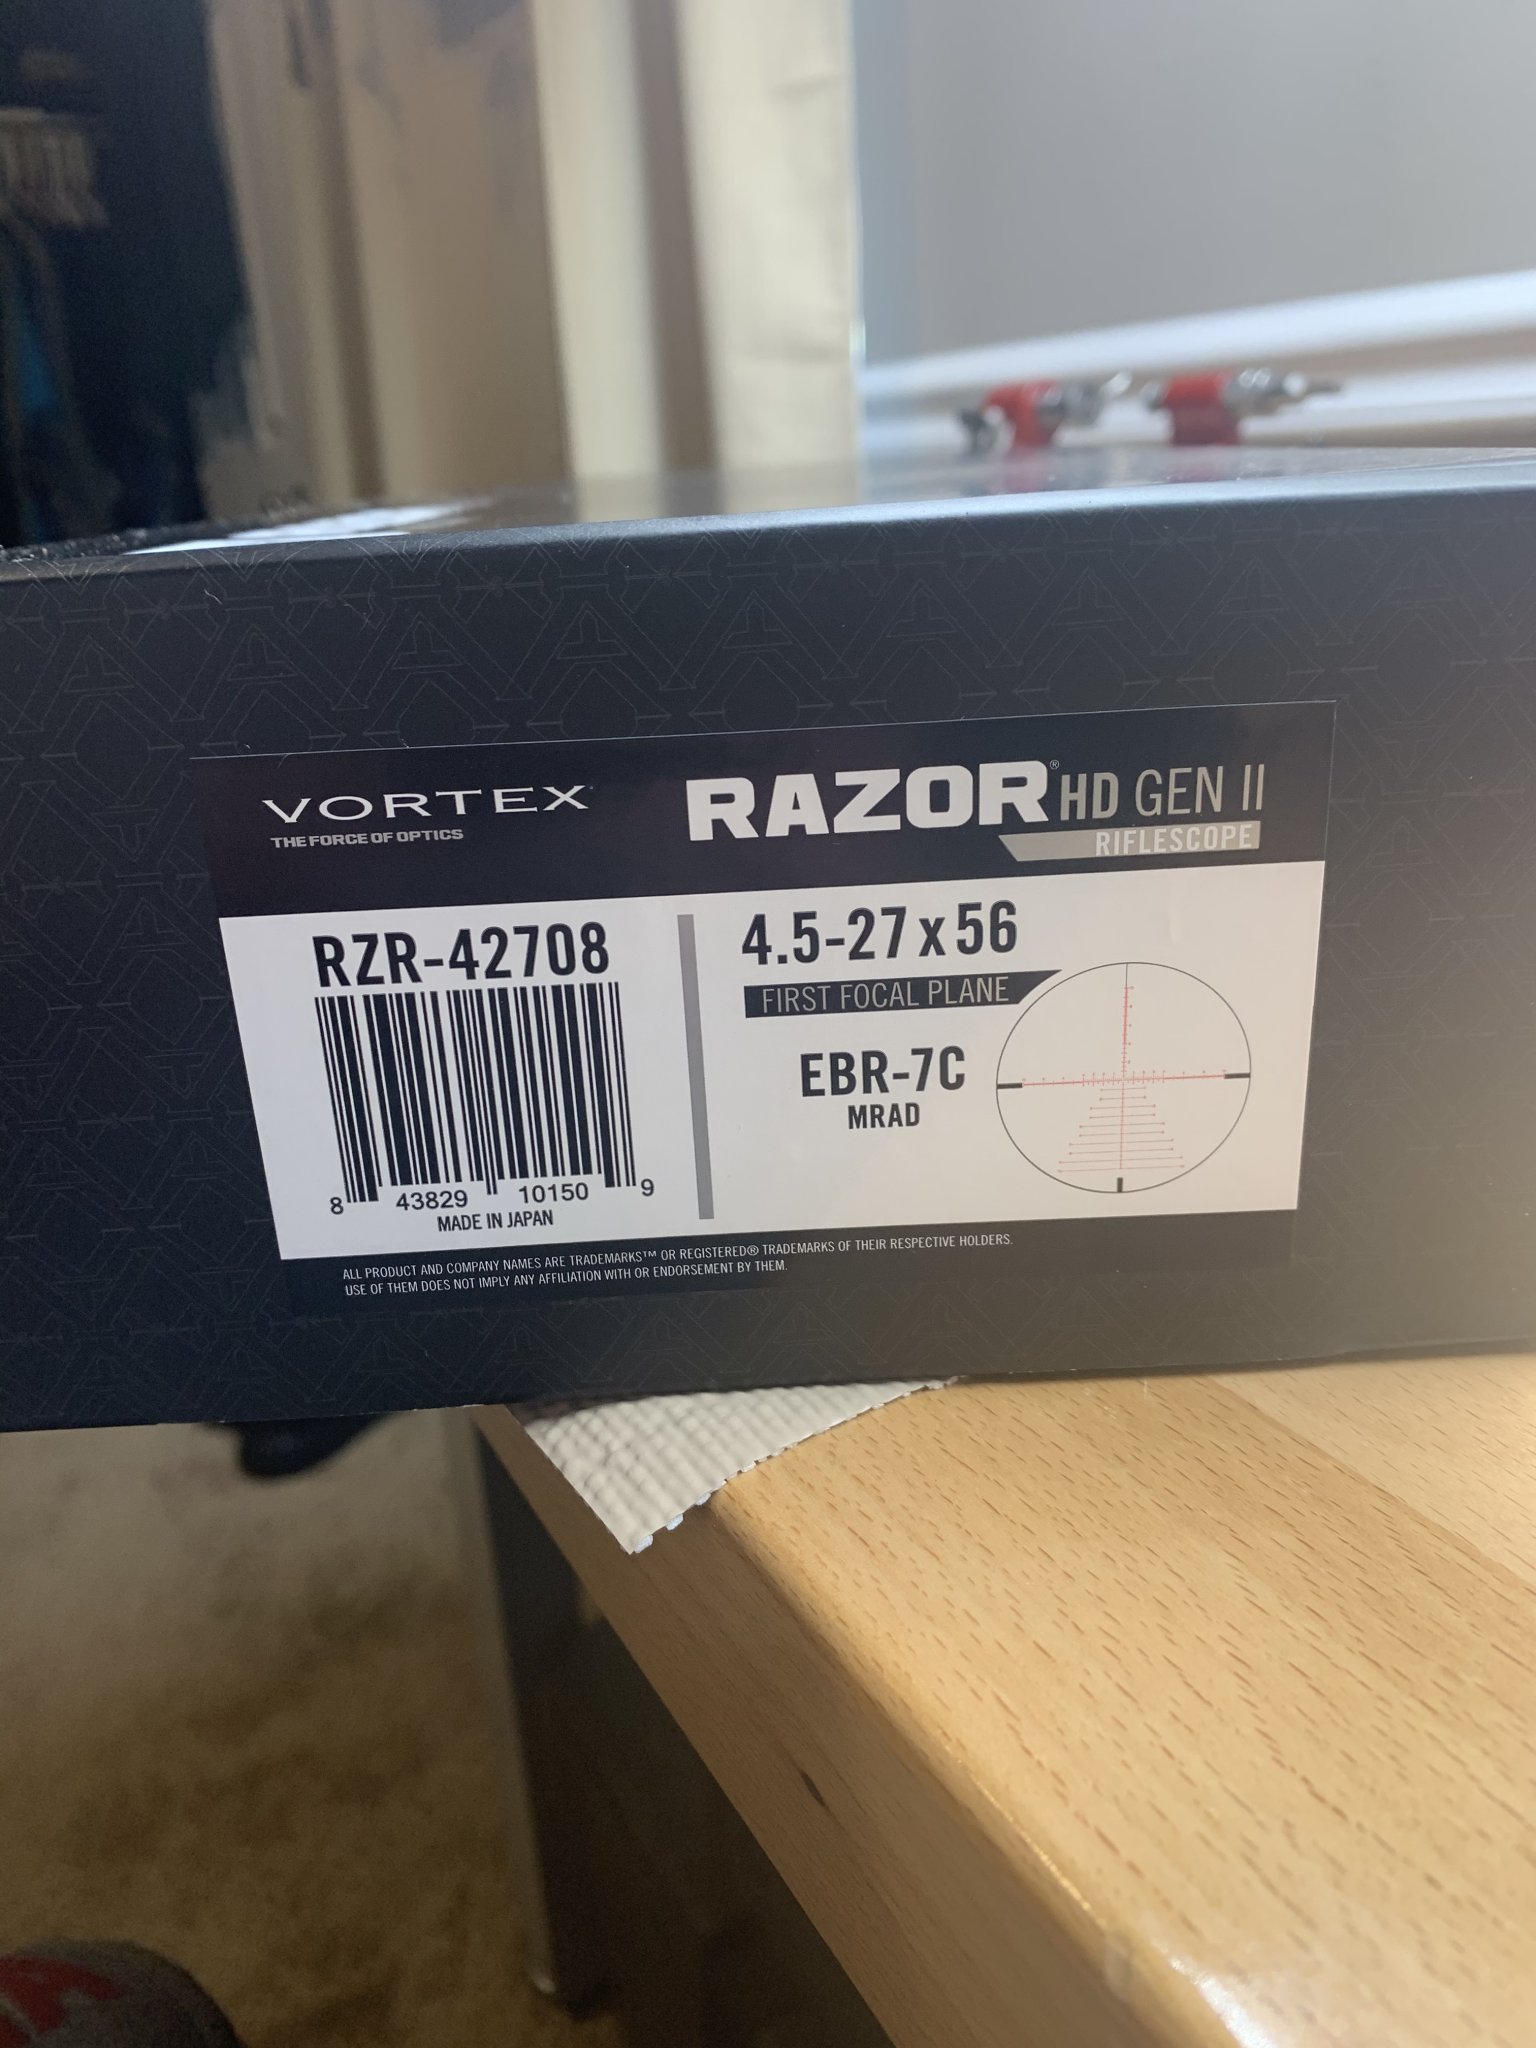 VORTEX
THE FORCE OF OPTICS
RAZOR® HD GEN II
RIFLESCOPE
RZR-42708
8 43829 10150 9
MADE IN JAPAN
4.5-27 x 56
FIRST FOCAL PLANE
EBR-7C
MRAD
ALL PRODUCT AND COMPANY NAMES ARE TRADEMARKS™ OR REGISTERED® TRADEMARKS OF THEIR RESPECTIVE HOLDERS.
USE OF THEM DOES NOT IMPLY ANY AFFILIATION WITH OR ENDORSEMENT BY THEM.